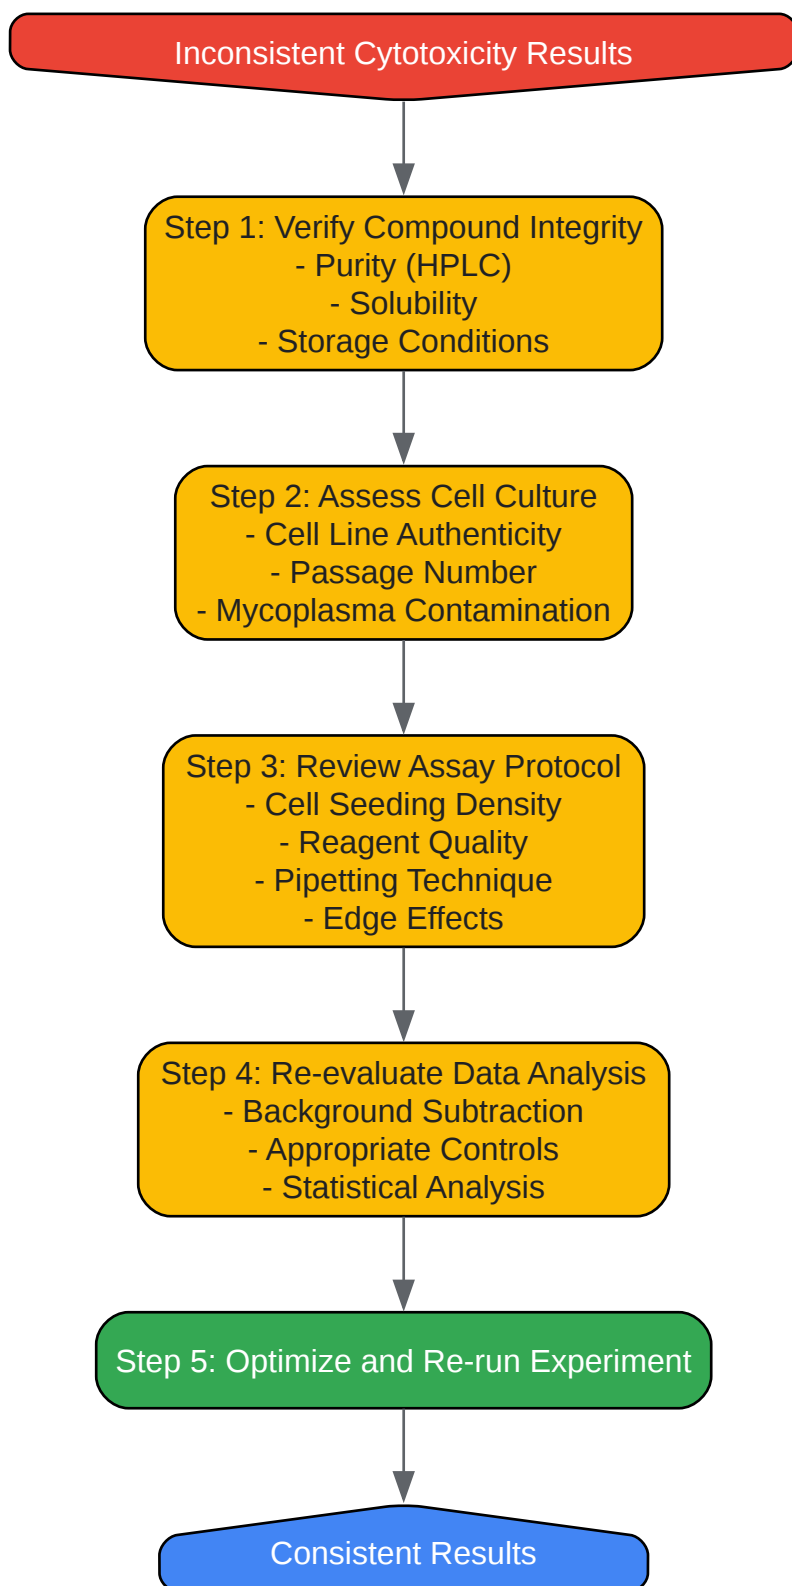 Inconsistent Cytotoxicity Results
Step 1: Verify Compound Integrity
- Purity (HPLC)
- Solubility
- Storage Conditions
Step 2: Assess Cell Culture
- Cell Line Authenticity
- Passage Number
- Mycoplasma Contamination
Step 3: Review Assay Protocol
- Cell Seeding Density
- Reagent Quality
- Pipetting Technique
- Edge Effects
Step 4: Re-evaluate Data Analysis
- Background Subtraction
- Appropriate Controls
- Statistical Analysis
Step 5: Optimize and Re-run Experiment
Consistent Results